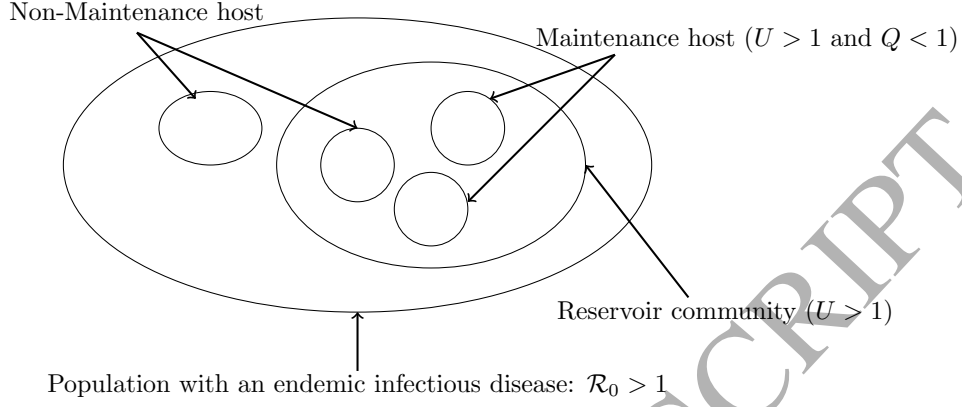 Non-Maintenance host
Maintenance host (U > 1 and Q < 1)
Reservoir community (U > 1)
Population with an endemic infectious disease: R₀ > 1
SCRIPT